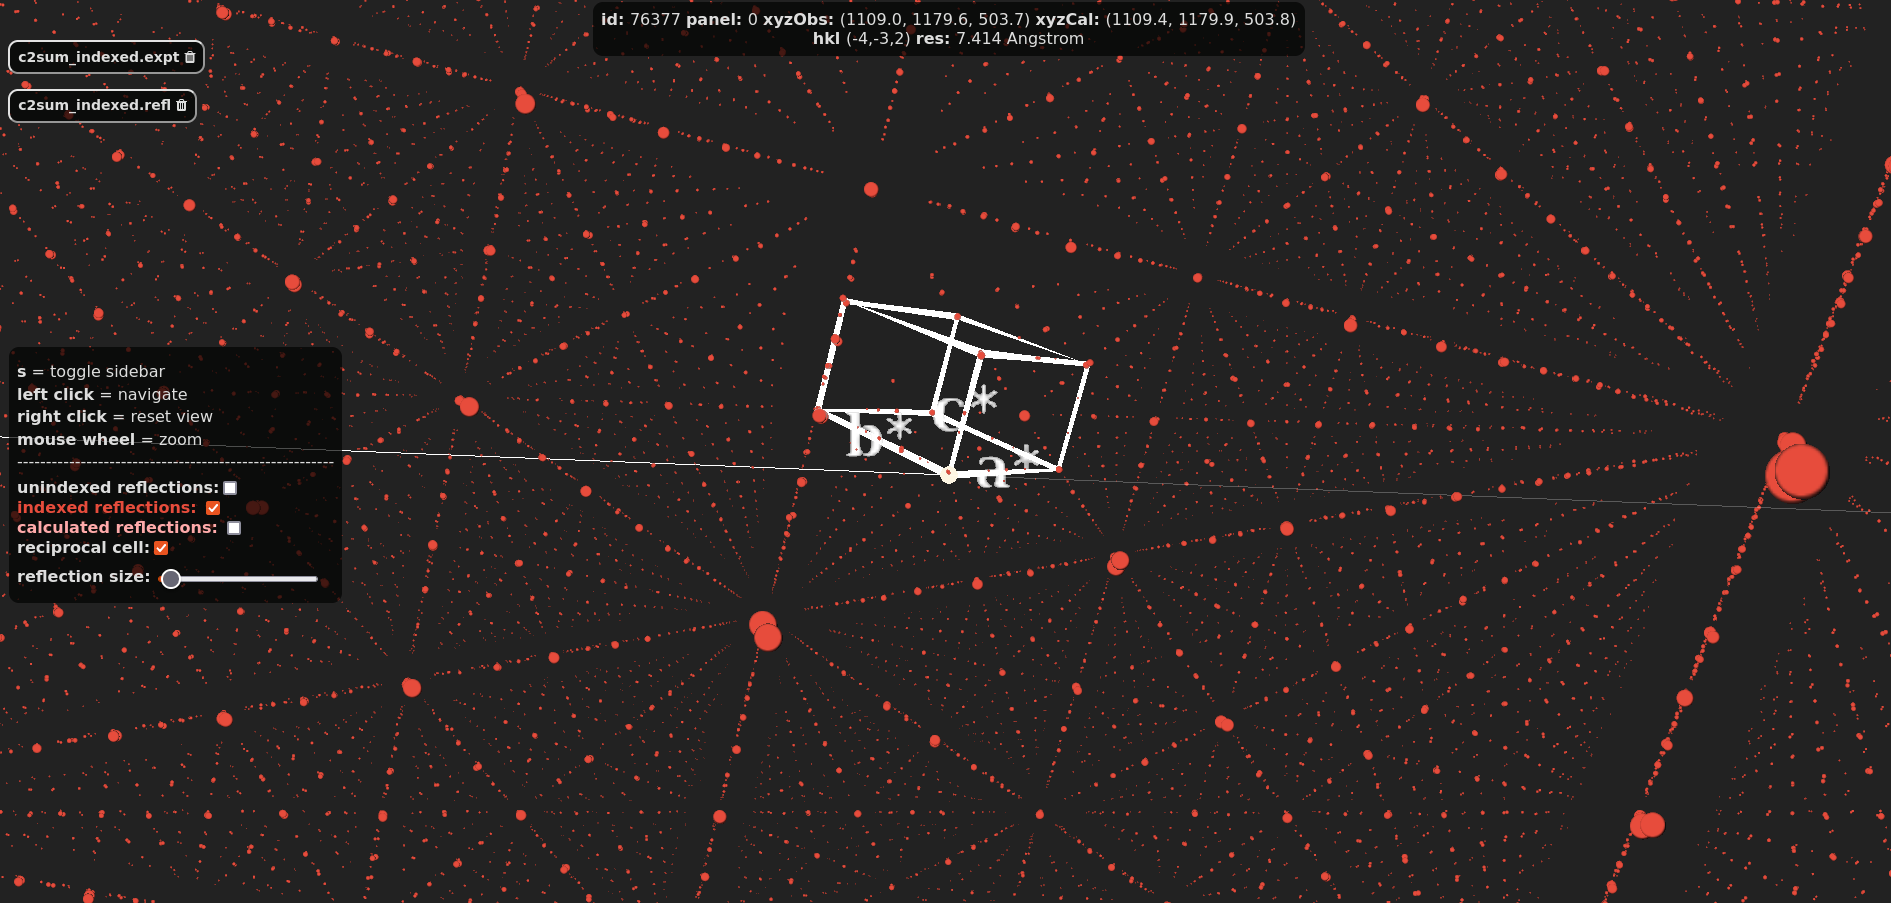 id: 76377 panel: 0 xyzObs: (1109.0, 1179.6, 503.7) xyzCal: (1109.4, 1179.9, 503.8)
hkl (-4,-3,2) res: 7.414 Angstrom
c2sum_indexed.expt
c2sum_indexed.refl
s = toggle sidebar
left click = navigate
right click = reset view
mouse wheel = zoom
unindexed reflections:
indexed reflections:
calculated reflections:
reciprocal cell:
reflection size:
c*
b*
a*